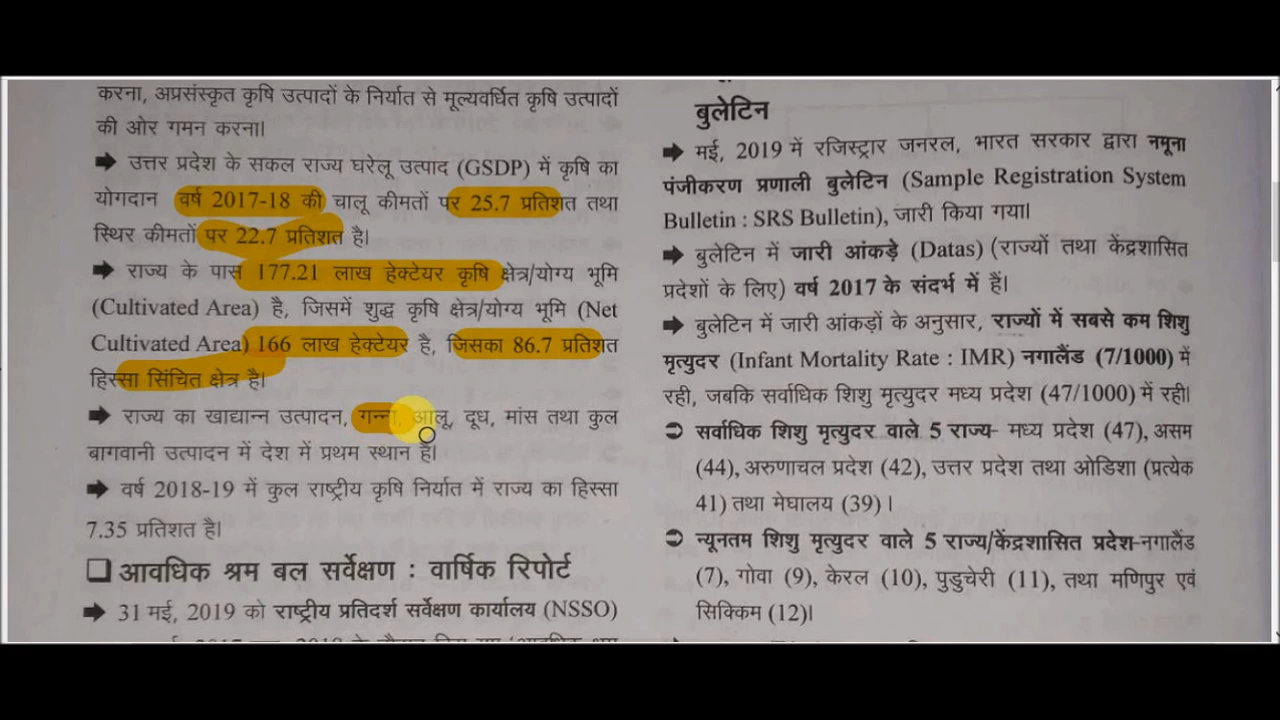 करना, अप्रसंस्कृत कृषि उत्पादों के निर्यात से मूल्यवर्धित कृषि उत्पादों
की ओर गमन करना।
➡ उत्तर प्रदेश के सकल राज्य घरेलू उत्पाद (GSDP) में कृषि का
योगदान वर्ष 2017-18 की चालू कीमतों पर 25.7 प्रतिशत तथा
स्थिर कीमतों पर 22.7 प्रतिशत है।
➡ राज्य के पास 177.21 लाख हेक्टेयर कृषि क्षेत्र/योग्य भूमि
(Cultivated Area) है, जिसमें शुद्ध कृषि क्षेत्र/योग्य भूमि (Net
Cultivated Area) 166 लाख हेक्टेयर है, जिसका 86.7 प्रतिशत
हिस्सा सिंचित क्षेत्र है।
➡ राज्य का खाद्यान्न उत्पादन, गन्ना, आलू, दूध, मांस तथा कुल
बागवानी उत्पादन में देश में प्रथम स्थान है।
➡ वर्ष 2018-19 में कुल राष्ट्रीय कृषि निर्यात में राज्य का हिस्सा
7.35 प्रतिशत है।
❑ आवधिक श्रम बल सर्वेक्षण : वार्षिक रिपोर्ट
➡ 31 मई, 2019 को राष्ट्रीय प्रतिदर्श सर्वेक्षण कार्यालय (NSSO)
बुलेटिन
➡ मई, 2019 में रजिस्ट्रार जनरल, भारत सरकार द्वारा नमूना
पंजीकरण प्रणाली बुलेटिन (Sample Registration System
Bulletin : SRS Bulletin), जारी किया गया।
➡ बुलेटिन में जारी आंकड़े (Datas) (राज्यों तथा केंद्रशासित
प्रदेशों के लिए) वर्ष 2017 के संदर्भ में हैं।
➡ बुलेटिन में जारी आंकड़ों के अनुसार, राज्यों में सबसे कम शिशु
मृत्युदर (Infant Mortality Rate : IMR) नगालैंड (7/1000) में
रही, जबकि सर्वाधिक शिशु मृत्युदर मध्य प्रदेश (47/1000) में रही।
➲ सर्वाधिक शिशु मृत्युदर वाले 5 राज्य- मध्य प्रदेश (47), असम
(44), अरुणाचल प्रदेश (42), उत्तर प्रदेश तथा ओडिशा (प्रत्येक
41) तथा मेघालय (39)।
➲ न्यूनतम शिशु मृत्युदर वाले 5 राज्य/केंद्रशासित प्रदेश-नगालैंड
(7), गोवा (9), केरल (10), पुडुचेरी (11), तथा मणिपुर एवं
सिक्किम (12)।